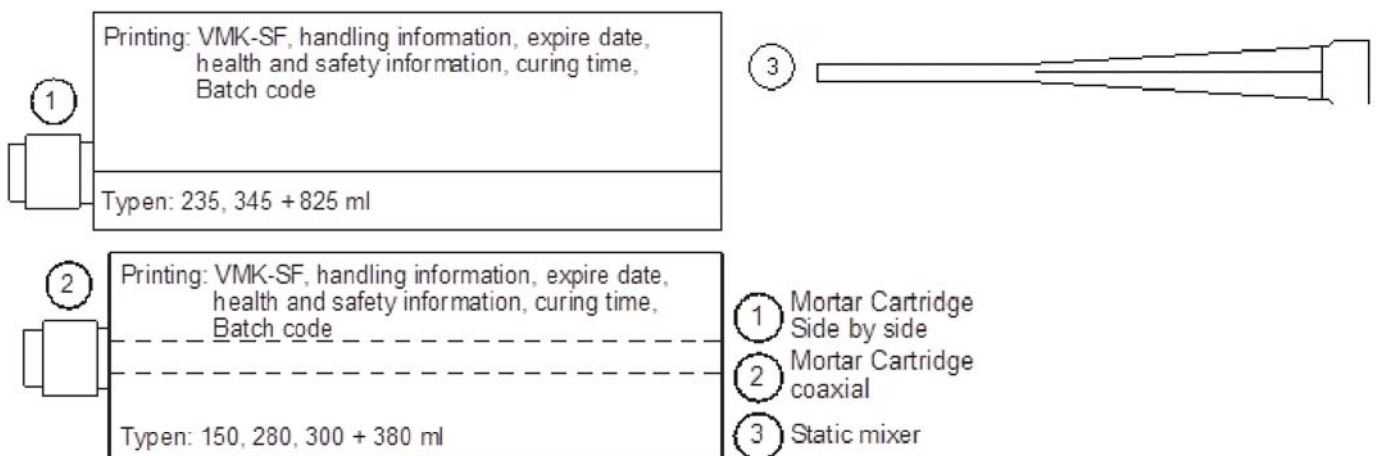 Printing: VMK-SF, handling information, expire date,
health and safety information, curing time,
Batch code
1
Typen: 235, 345 + 825 ml
3
Printing: VMK-SF, handling information, expire date,
health and safety information, curing time,
Batch code
2
Typen: 150, 280, 300 + 380 ml
1 Mortar Cartridge
Side by side
2 Mortar Cartridge
coaxial
3 Static mixer